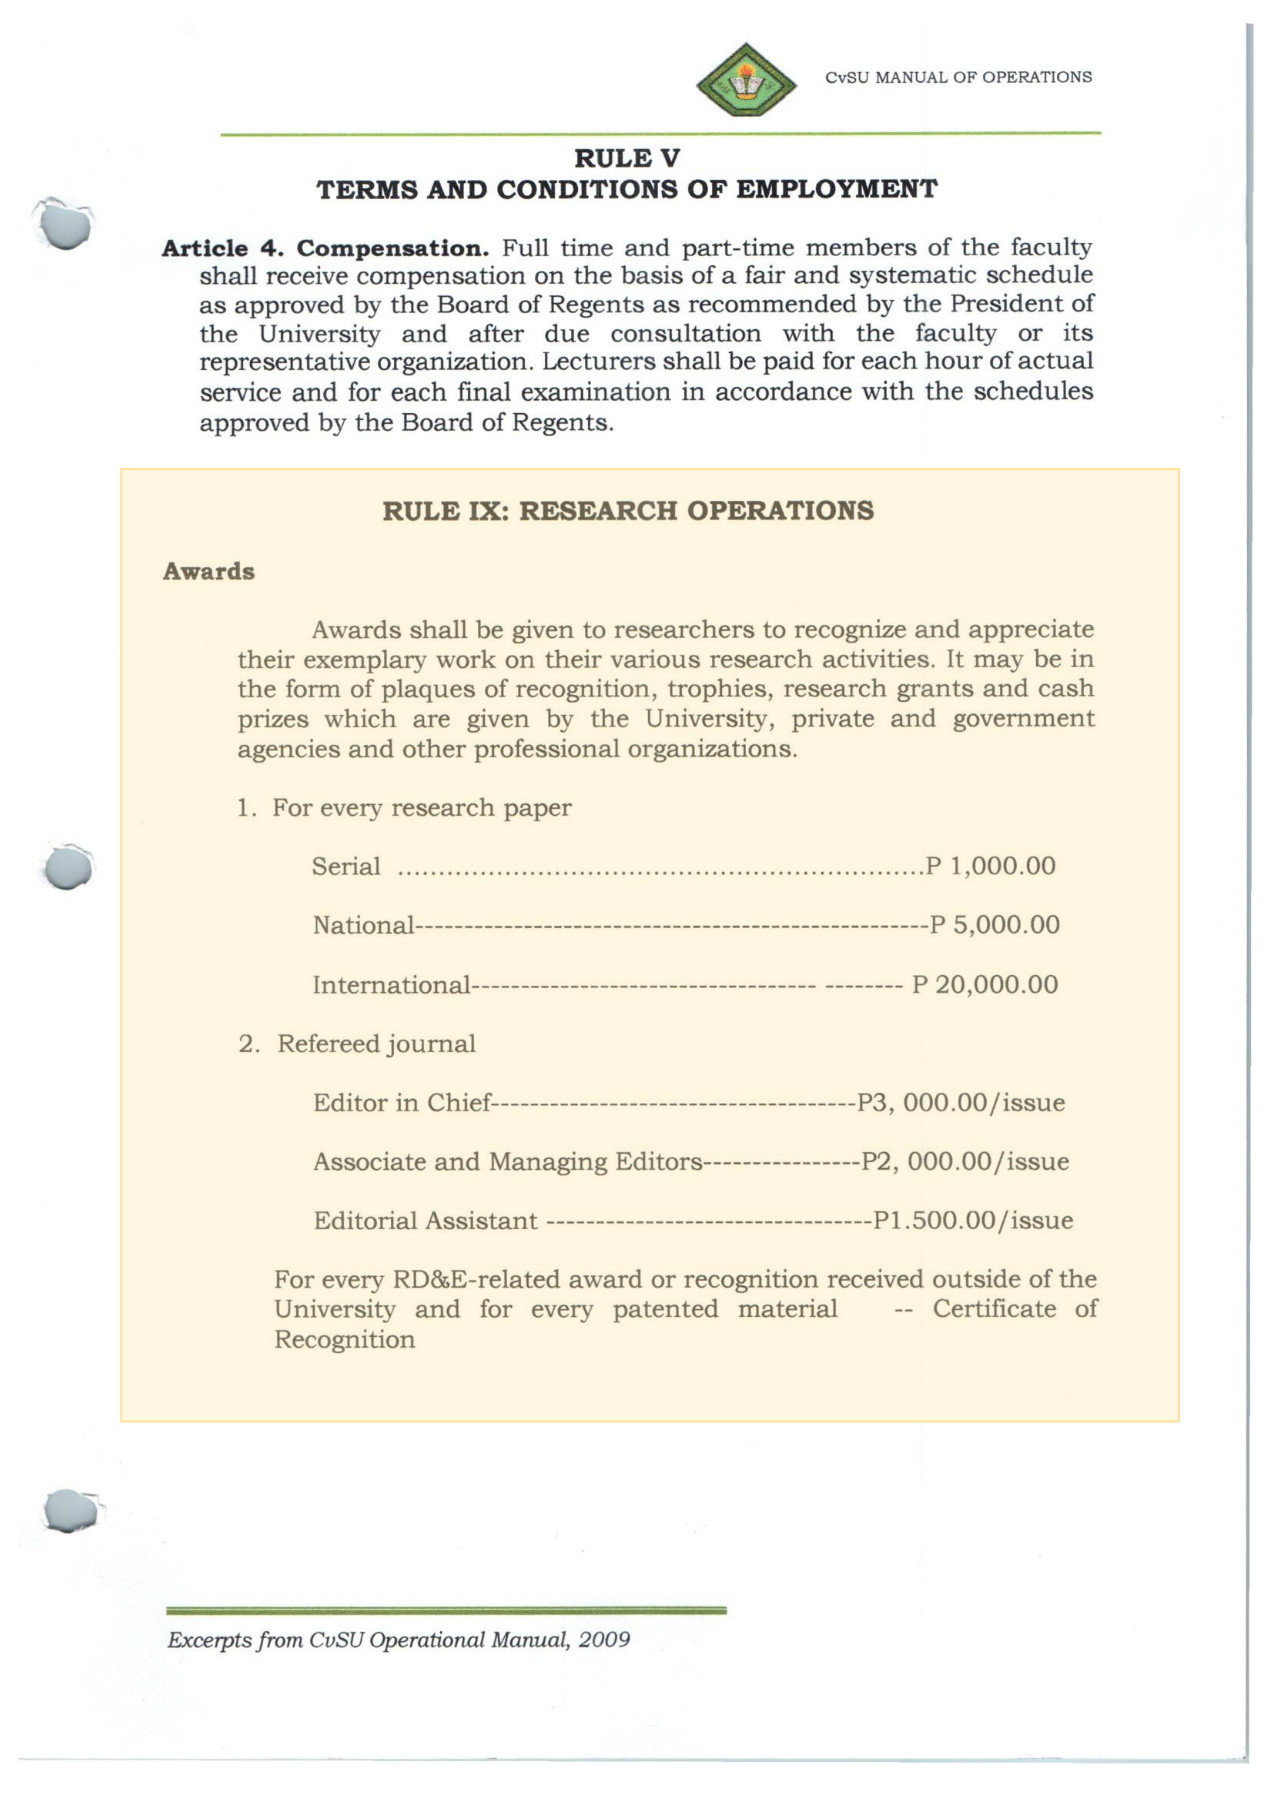 CvSU MANUAL OF OPERATIONS
RULE V
TERMS AND CONDITIONS OF EMPLOYMENT
Article 4. Compensation. Full time and part-time members of the faculty
shall receive compensation on the basis of a fair and systematic schedule
as approved by the Board of Regents as recommended by the President of
the University and after due consultation with the faculty or its
representative organization. Lecturers shall be paid for each hour of actual
service and for each final examination in accordance with the schedules
approved by the Board of Regents.
RULE IX: RESEARCH OPERATIONS
Awards
Awards shall be given to researchers to recognize and appreciate
their exemplary work on their various research activities. It may be in
the form of plaques of recognition, trophies, research grants and cash
prizes which are given by the University, private and government
agencies and other professional organizations.
1. For every research paper
Serial ................................................................P 1,000.00
National----------------------------------------------------P 5,000.00
International----------------------------------- -------- P 20,000.00
2. Refereed journal
Editor in Chief-------------------------------------P3, 000.00/issue
Associate and Managing Editors----------------P2, 000.00/issue
Editorial Assistant ---------------------------------P1.500.00/issue
For every RD&E-related award or recognition received outside of the
University and for every patented material -- Certificate of
Recognition
Excerpts from CvSU Operational Manual, 2009